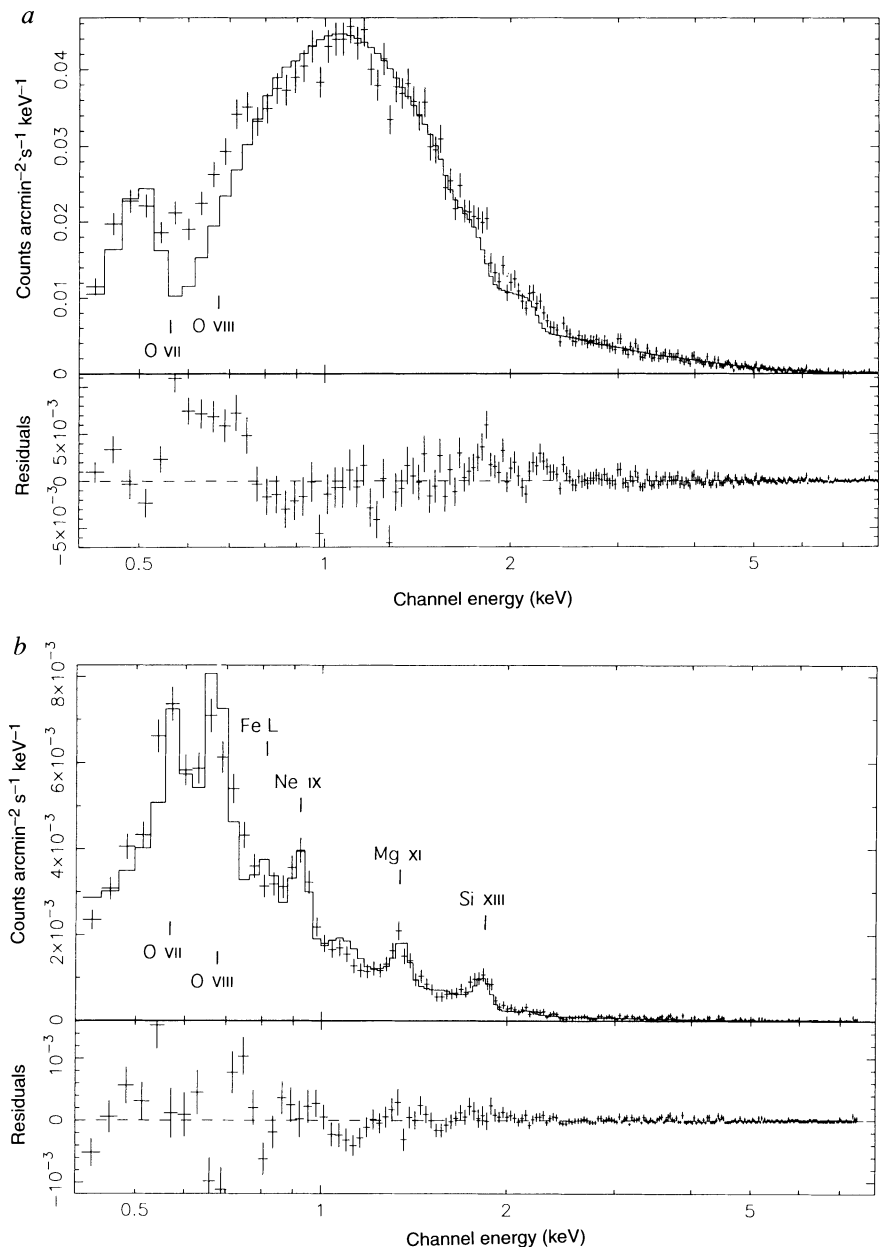 a
Counts arcmin⁻² s⁻¹ keV⁻¹
0.04
0.03
0.02
0.01
0
O VII
O VIII
Residuals
5×10⁻³
0
−5×10⁻³
0.5
1
2
5
Channel energy (keV)
b
Counts arcmin⁻² s⁻¹ keV⁻¹
8×10⁻³
6×10⁻³
4×10⁻³
2×10⁻³
0
Fe L
Ne IX
Mg XI
Si XIII
O VII
O VIII
Residuals
10⁻³
0
−10⁻³
0.5
1
2
5
Channel energy (keV)